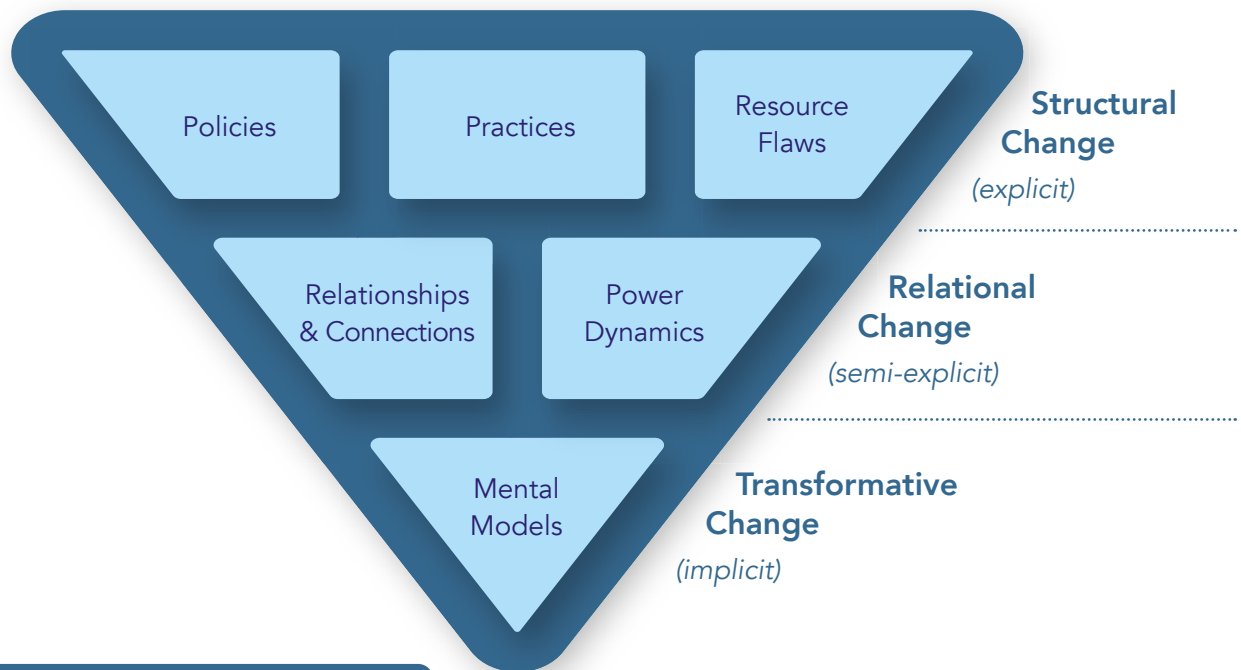 Policies
Practices
Resource
Flaws
Structural
Change
(explicit)
Relationships
& Connections
Power
Dynamics
Relational
Change
(semi-explicit)
Mental
Models
Transformative
Change
(implicit)